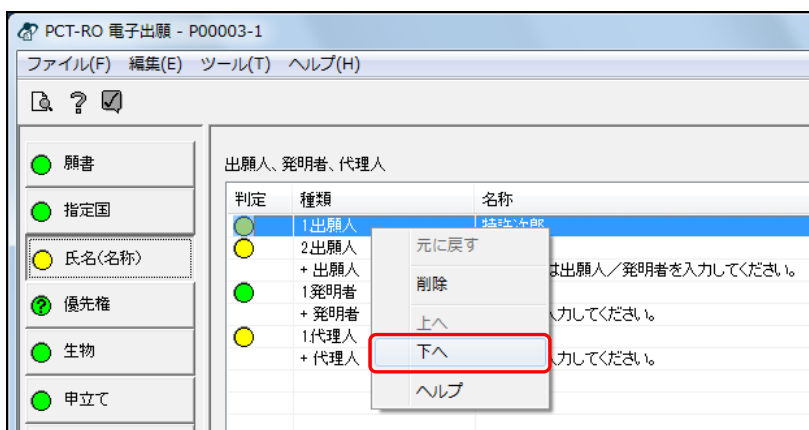 PCT-RO 電子出願 - P00003-1
ファイル(F) 編集(E) ツール(T) ヘルプ(H)
願書
指定国
氏名(名称)
優先権
生物
申立て
出願人、発明者、代理人
判定 種類 名称
1出願人 特許次郎
2出願人
+ 出願人 は出願人／発明者を入力してください。
1発明者
+ 発明者 入力してください。
1代理人
+ 代理人 入力してください。
元に戻す
削除
上へ
下へ
ヘルプ